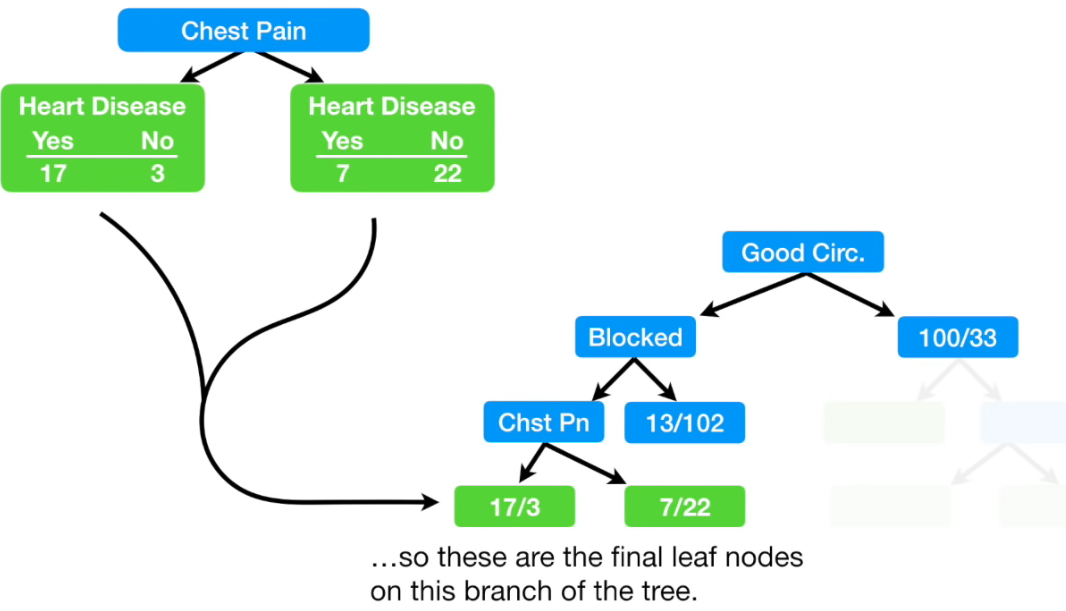 Chest Pain
Heart Disease
Yes No
17 3
Heart Disease
Yes No
7 22
Good Circ.
Blocked
100/33
Chst Pn
13/102
17/3
7/22
...so these are the final leaf nodes
on this branch of the tree.